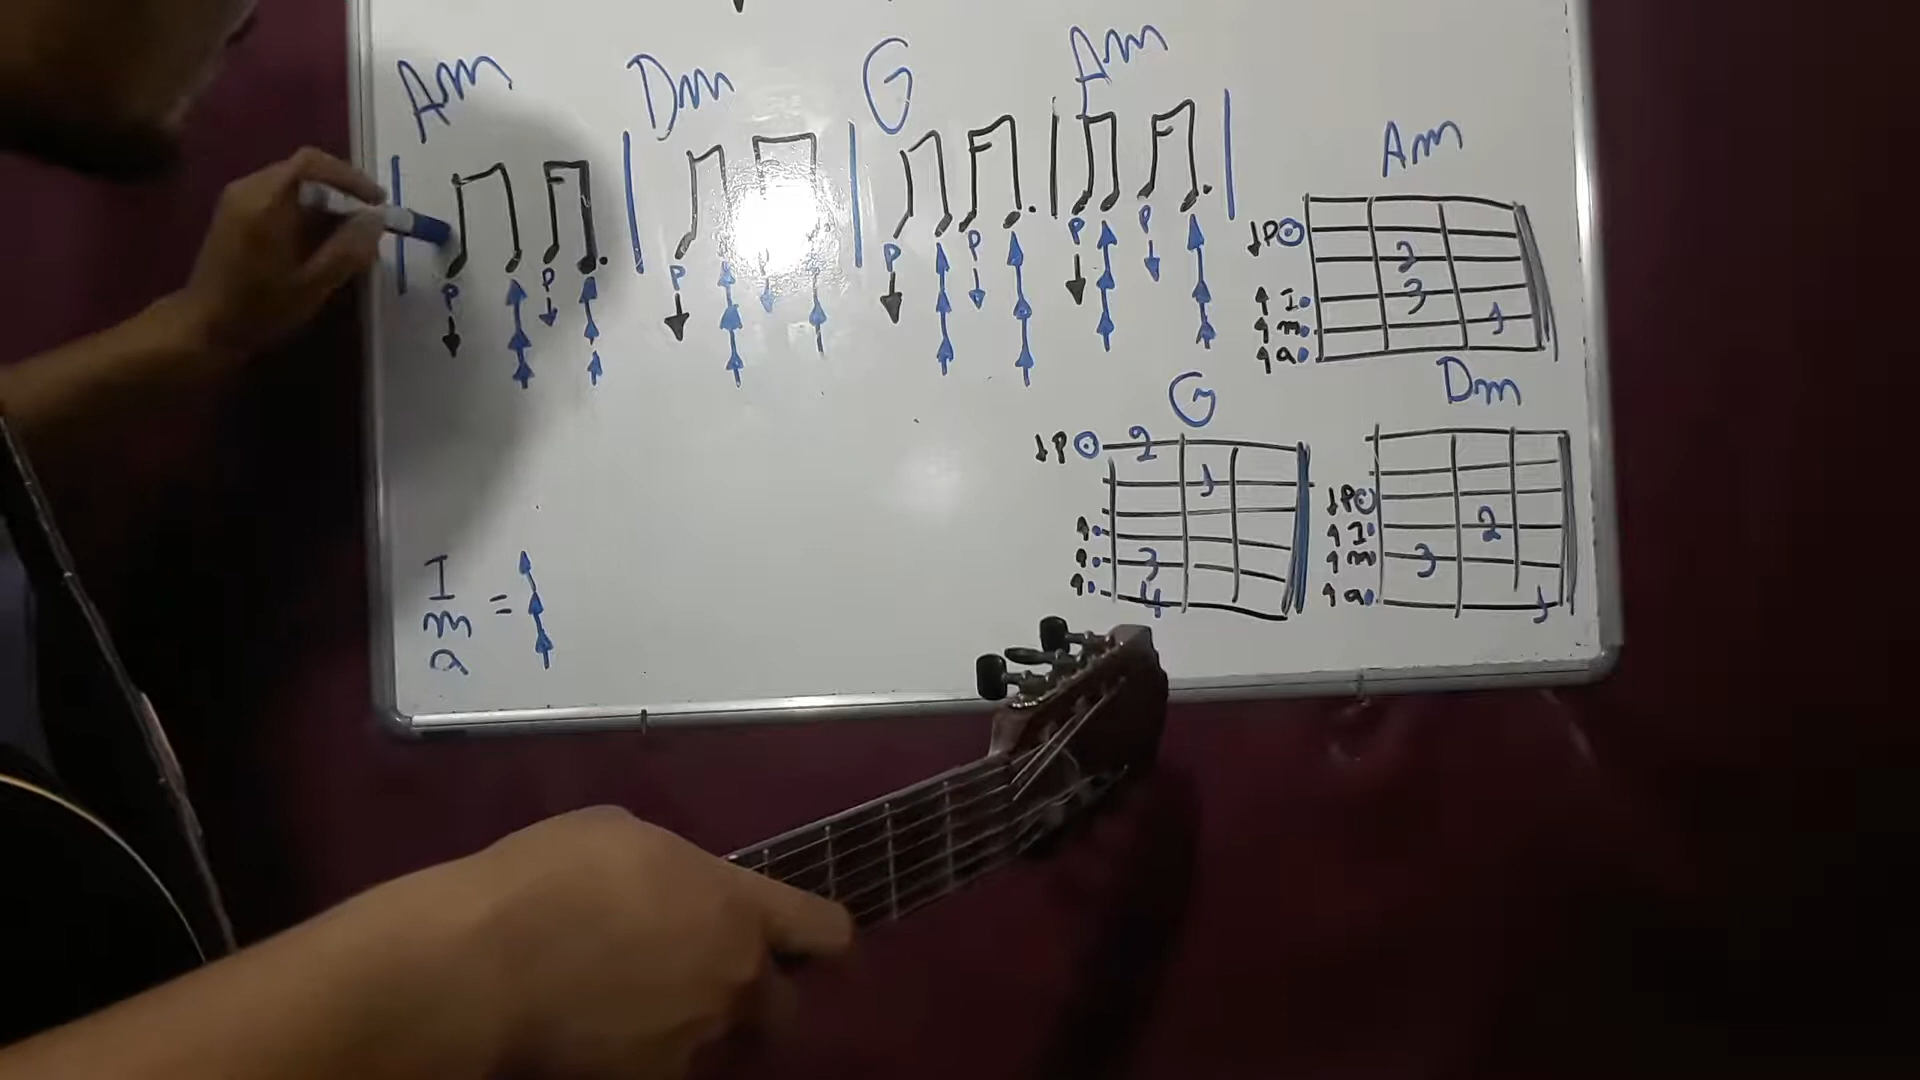 Am Dm G Am
P P P P P P P
Am
P
2
I 3
m 1
a
G
P 2
1
3
4
Dm
P
I 2
m 3
a 1
I
m
a =